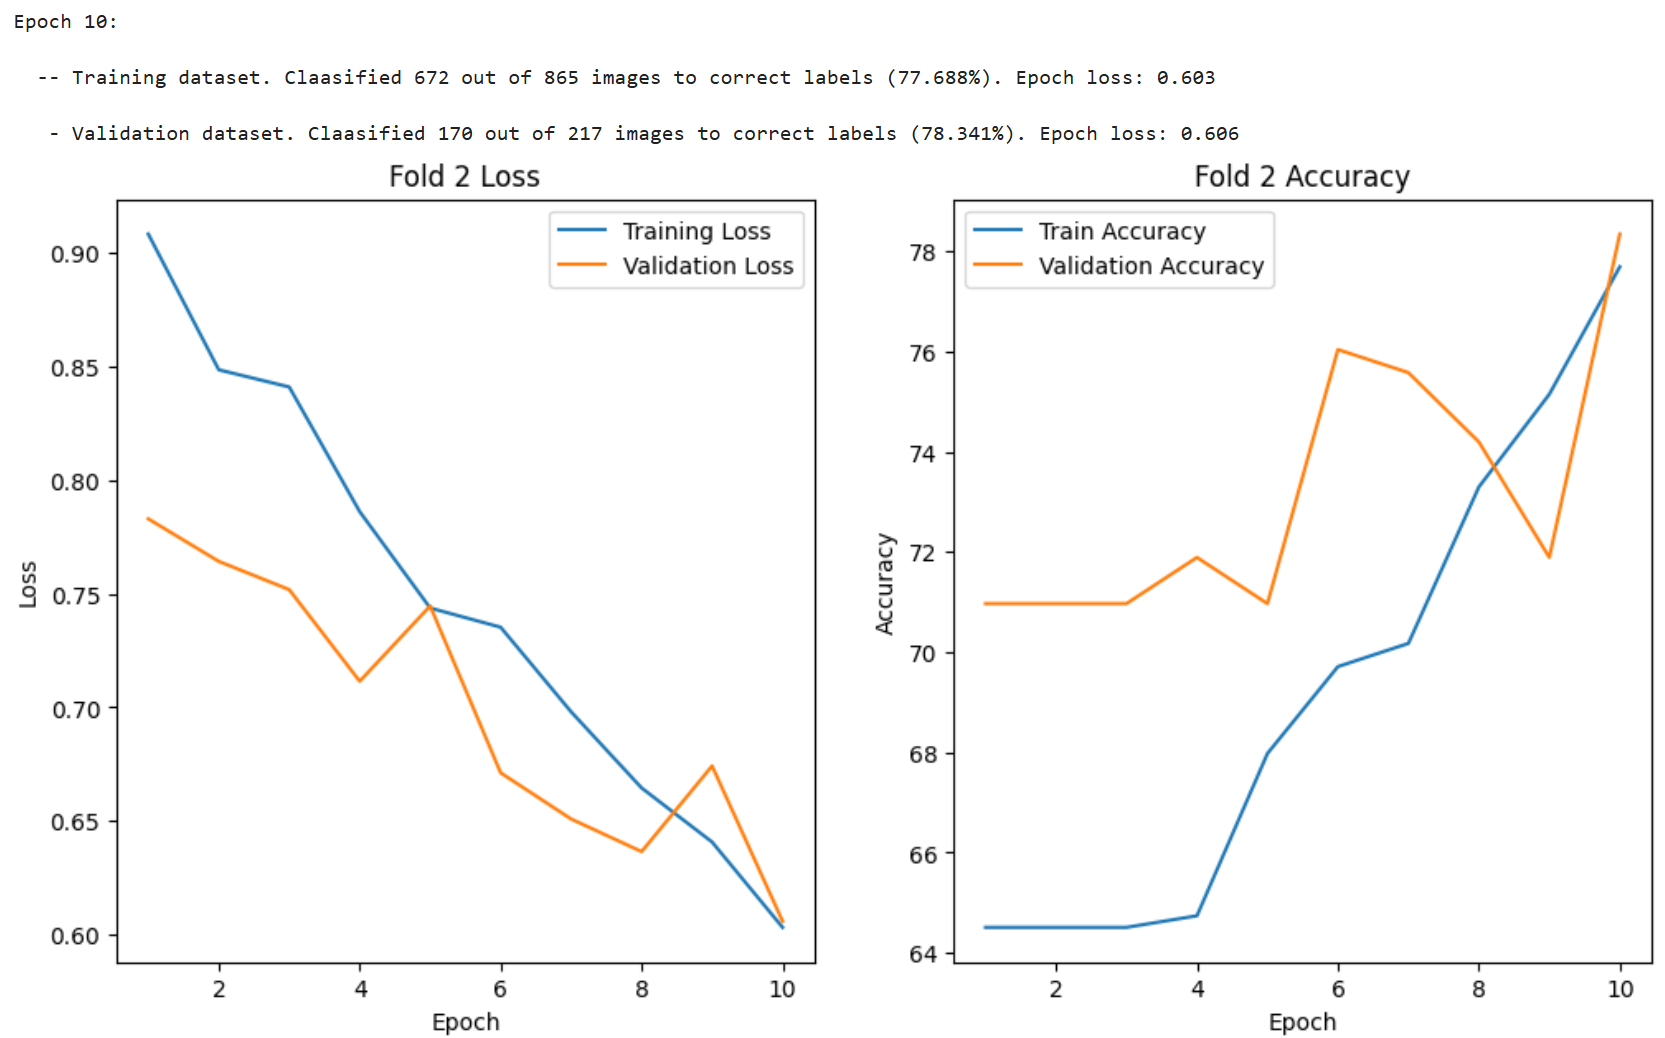 Epoch 10:
-- Training dataset. Claasified 672 out of 865 images to correct labels (77.688%). Epoch loss: 0.603
- Validation dataset. Claasified 170 out of 217 images to correct labels (78.341%). Epoch loss: 0.606
Fold 2 Loss
Training Loss
Validation Loss
0.90
0.85
0.80
0.75
0.70
0.65
0.60
Loss
2 4 6 8 10
Epoch
Fold 2 Accuracy
Train Accuracy
Validation Accuracy
78
76
74
72
70
68
66
64
Accuracy
2 4 6 8 10
Epoch